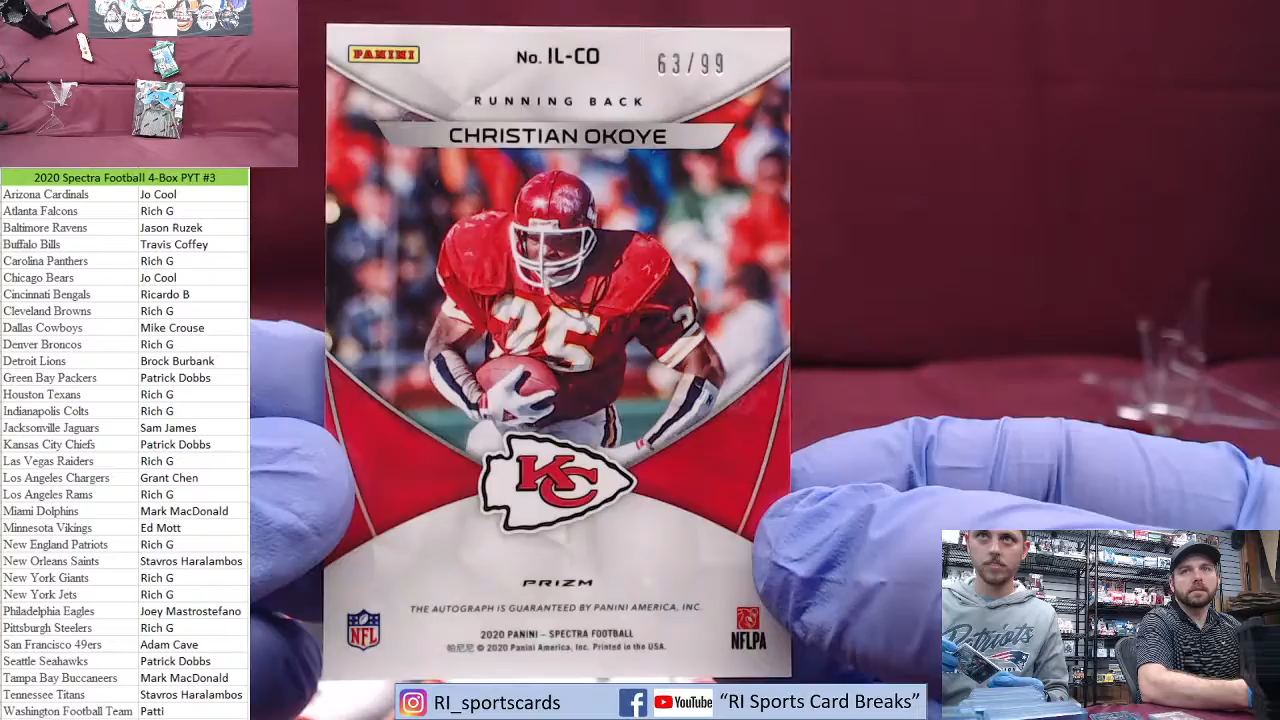 PANINI
No. IL-CO
63/99
RUNNING BACK
CHRISTIAN OKOYE
35
KC
PRIZM
THE AUTOGRAPH IS GUARANTEED BY PANINI AMERICA, INC.
2020 PANINI – SPECTRA FOOTBALL
帕尼尼 © 2020 Panini America, Inc. Printed in the USA.
NFL
NFLPA
2020 Spectra Football 4-Box PYT #3
Arizona Cardinals Jo Cool
Atlanta Falcons Rich G
Baltimore Ravens Jason Ruzek
Buffalo Bills Travis Coffey
Carolina Panthers Rich G
Chicago Bears Jo Cool
Cincinnati Bengals Ricardo B
Cleveland Browns Rich G
Dallas Cowboys Mike Crouse
Denver Broncos Rich G
Detroit Lions Brock Burbank
Green Bay Packers Patrick Dobbs
Houston Texans Rich G
Indianapolis Colts Rich G
Jacksonville Jaguars Sam James
Kansas City Chiefs Patrick Dobbs
Las Vegas Raiders Rich G
Los Angeles Chargers Grant Chen
Los Angeles Rams Rich G
Miami Dolphins Mark MacDonald
Minnesota Vikings Ed Mott
New England Patriots Rich G
New Orleans Saints Stavros Haralambos
New York Giants Rich G
New York Jets Rich G
Philadelphia Eagles Joey Mastrostefano
Pittsburgh Steelers Rich G
San Francisco 49ers Adam Cave
Seattle Seahawks Patrick Dobbs
Tampa Bay Buccaneers Mark MacDonald
Tennessee Titans Stavros Haralambos
Washington Football Team Patti
Patriots
RI_sportscards
YouTube
“RI Sports Card Breaks”